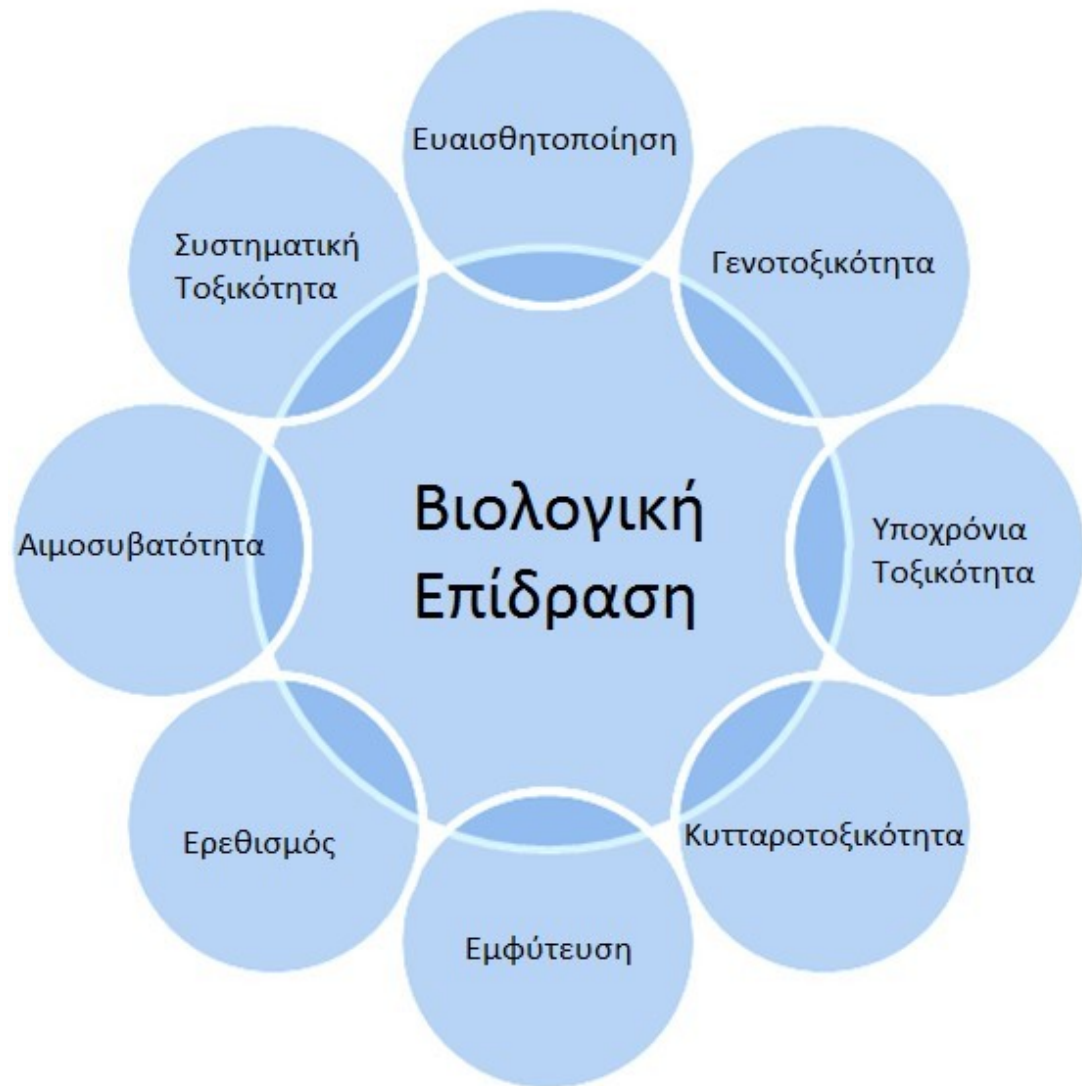 Ευαισθητοποίηση
Γενοτοξικότητα
Υποχρόνια
Τοξικότητα
Κυτταροτοξικότητα
Εμφύτευση
Ερεθισμός
Αιμοσυβατότητα
Συστηματική
Τοξικότητα
Βιολογική
Επίδραση